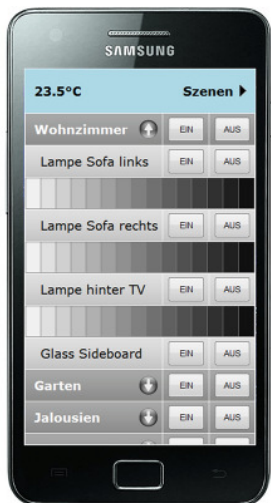 SAMSUNG
23.5°C Szenen
Wohnzimmer EIN AUS
Lampe Sofa links EIN AUS
Lampe Sofa rechts EIN AUS
Lampe hinter TV EIN AUS
Glass Sideboard EIN AUS
Garten EIN AUS
Jalousien EIN AUS